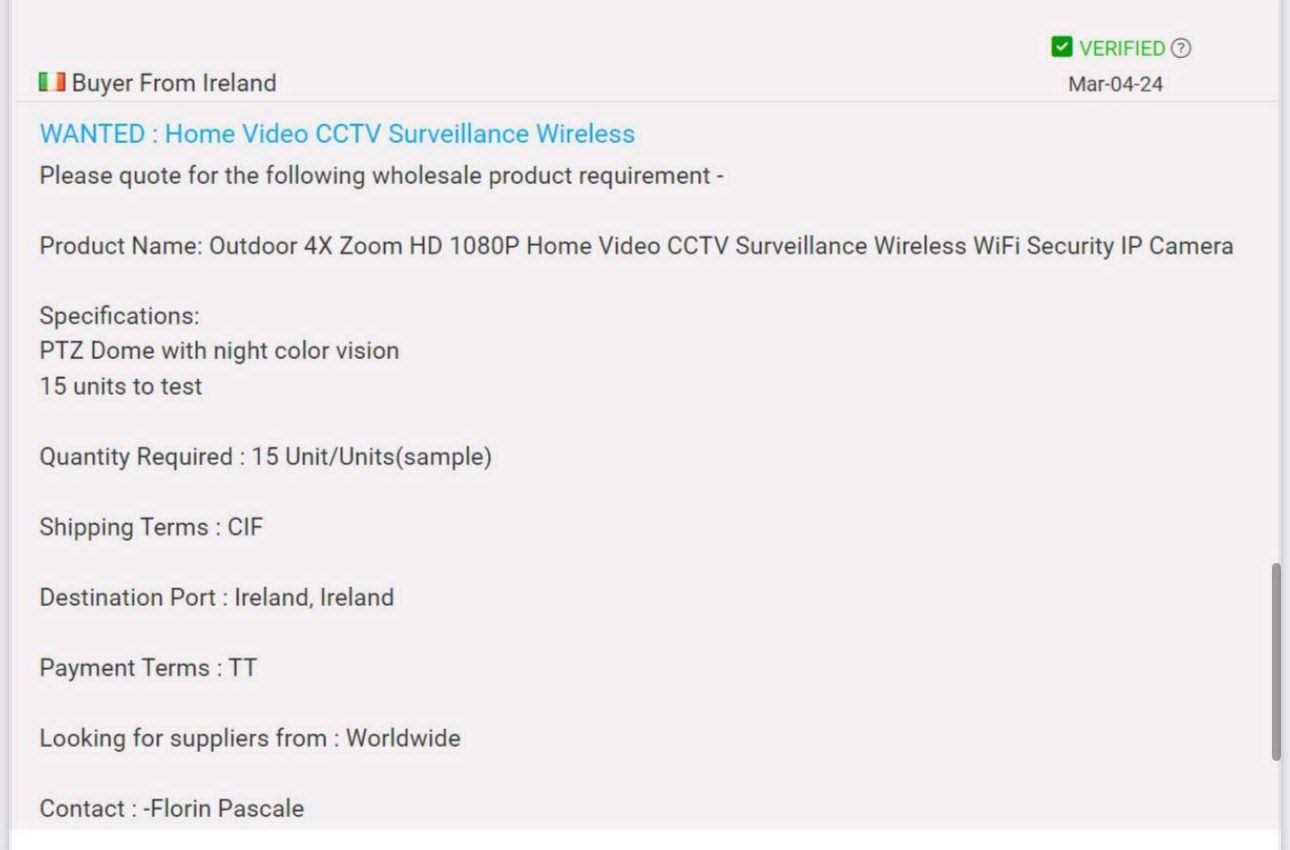 VERIFIED ?
Buyer From Ireland
Mar-04-24
WANTED : Home Video CCTV Surveillance Wireless
Please quote for the following wholesale product requirement -
Product Name: Outdoor 4X Zoom HD 1080P Home Video CCTV Surveillance Wireless WiFi Security IP Camera
Specifications:
PTZ Dome with night color vision
15 units to test
Quantity Required : 15 Unit/Units(sample)
Shipping Terms : CIF
Destination Port : Ireland, Ireland
Payment Terms : TT
Looking for suppliers from : Worldwide
Contact : -Florin Pascale